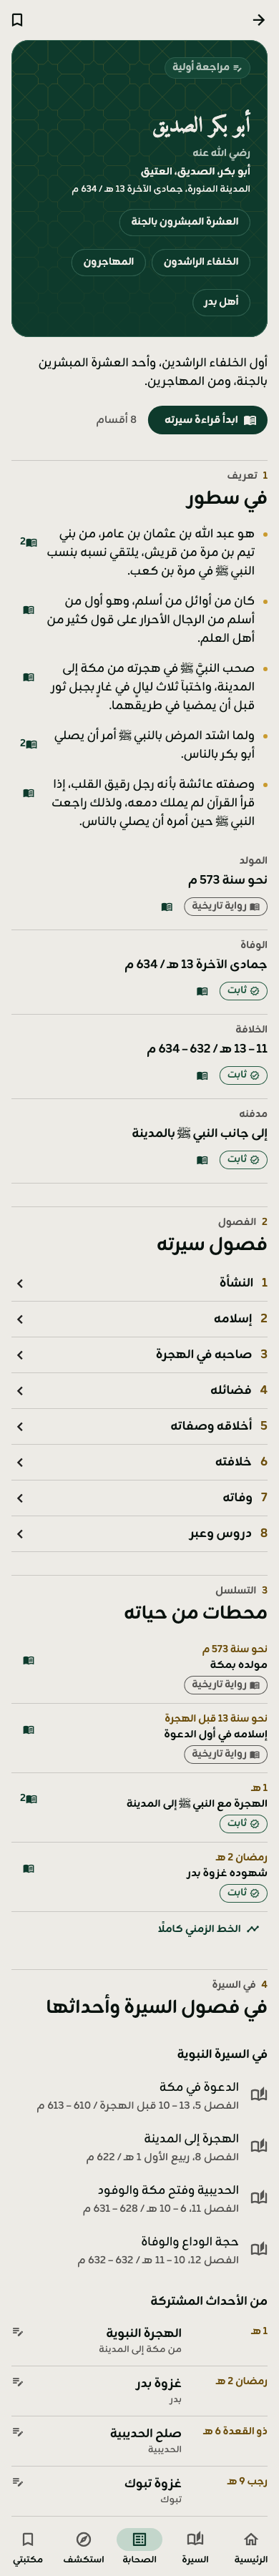 مراجعة أولية
أبو بكر الصديق
رضي الله عنه
أبو بكر، الصديق، العتيق
المدينة المنورة، جمادى الآخرة 13 هـ / 634 م
العشرة المبشرون بالجنة
الخلفاء الراشدون
المهاجرون
أهل بدر
أول الخلفاء الراشدين، وأحد العشرة المبشرين
بالجنة، ومن المهاجرين.
ابدأ قراءة سيرته
8 أقسام
1 تعريف
في سطور
هو عبد الله بن عثمان بن عامر، من بني
تيم بن مرة من قريش، يلتقي نسبه بنسب
النبي ﷺ في مرة بن كعب.
2
كان من أوائل من أسلم، وهو أول من
أسلم من الرجال الأحرار على قول كثير من
أهل العلم.
صحب النبيَّ ﷺ في هجرته من مكة إلى
المدينة، واختبآ ثلاث ليالٍ في غارٍ بجبل ثور
قبل أن يمضيا في طريقهما.
ولما اشتد المرض بالنبي ﷺ أمر أن يصلي
أبو بكر بالناس.
2
وصفته عائشة بأنه رجل رقيق القلب، إذا
قرأ القرآن لم يملك دمعه، ولذلك راجعت
النبي ﷺ حين أمره أن يصلي بالناس.
المولد
نحو سنة 573 م
رواية تاريخية
الوفاة
جمادى الآخرة 13 هـ / 634 م
ثابت
الخلافة
11 – 13 هـ / 632 – 634 م
ثابت
مدفنه
إلى جانب النبي ﷺ بالمدينة
ثابت
2 الفصول
فصول سيرته
1 النشأة
2 إسلامه
3 صاحبه في الهجرة
4 فضائله
5 أخلاقه وصفاته
6 خلافته
7 وفاته
8 دروس وعبر
3 التسلسل
محطات من حياته
نحو سنة 573 م
مولده بمكة
رواية تاريخية
نحو سنة 13 قبل الهجرة
إسلامه في أول الدعوة
رواية تاريخية
1 هـ
الهجرة مع النبي ﷺ إلى المدينة
2
ثابت
رمضان 2 هـ
شهوده غزوة بدر
ثابت
الخط الزمني كاملًا
4 في السيرة
في فصول السيرة وأحداثها
في السيرة النبوية
الدعوة في مكة
الفصل 5، 13 – 10 قبل الهجرة / 610 – 613 م
الهجرة إلى المدينة
الفصل 8، ربيع الأول 1 هـ / 622 م
الحديبية وفتح مكة والوفود
الفصل 11، 6 – 10 هـ / 628 – 631 م
حجة الوداع والوفاة
الفصل 12، 10 – 11 هـ / 632 – 632 م
من الأحداث المشتركة
1 هـ
الهجرة النبوية
من مكة إلى المدينة
رمضان 2 هـ
غزوة بدر
بدر
ذو القعدة 6 هـ
صلح الحديبية
الحديبية
رجب 9 هـ
غزوة تبوك
تبوك
الرئيسية
السيرة
الصحابة
استكشف
مكتبتي